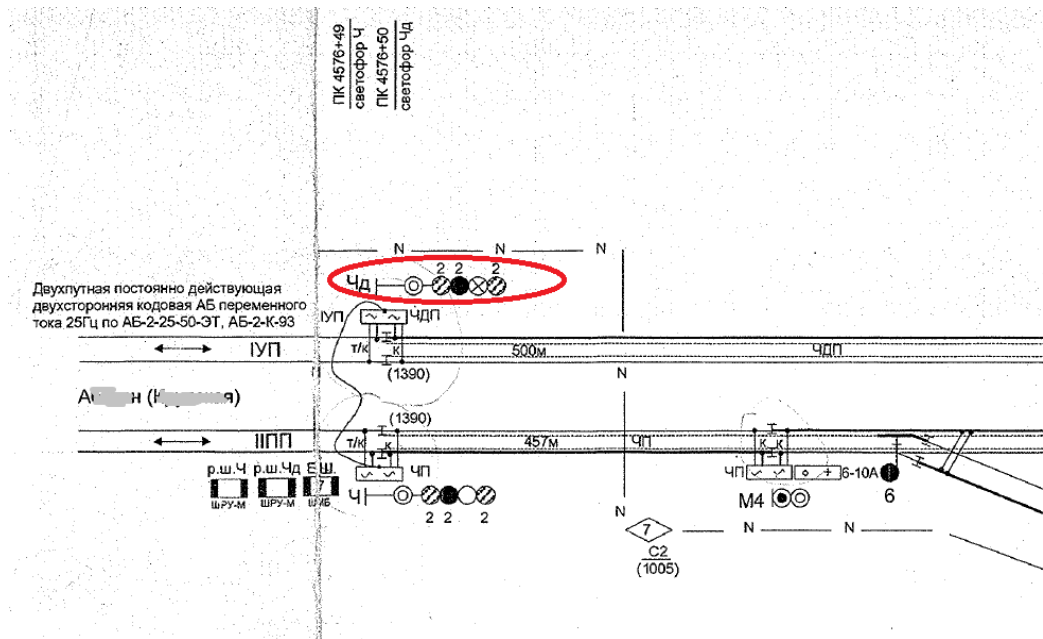 ПК 4576+49
светофор Ч
ПК 4576+50
светофор Чд
N N N
2 2 2
Чд
Двухпутная постоянно действующая
двухсторонняя кодовая АБ переменного
тока 25Гц по АБ-2-25-50-ЭТ, АБ-2-К-93
IУП ЧДП
IУП т/к К 500м ЧДП
(1390)
N
(1390)
IIПП т/к К 457м ЧП К К
р.ш.Ч р.ш.Чд Б.Ш. ЧП ЧП 6-10А
7
ШРУ-М ШРУ-М
Ч М4 6
2 2 2
N
7 N N
С2
(1005)